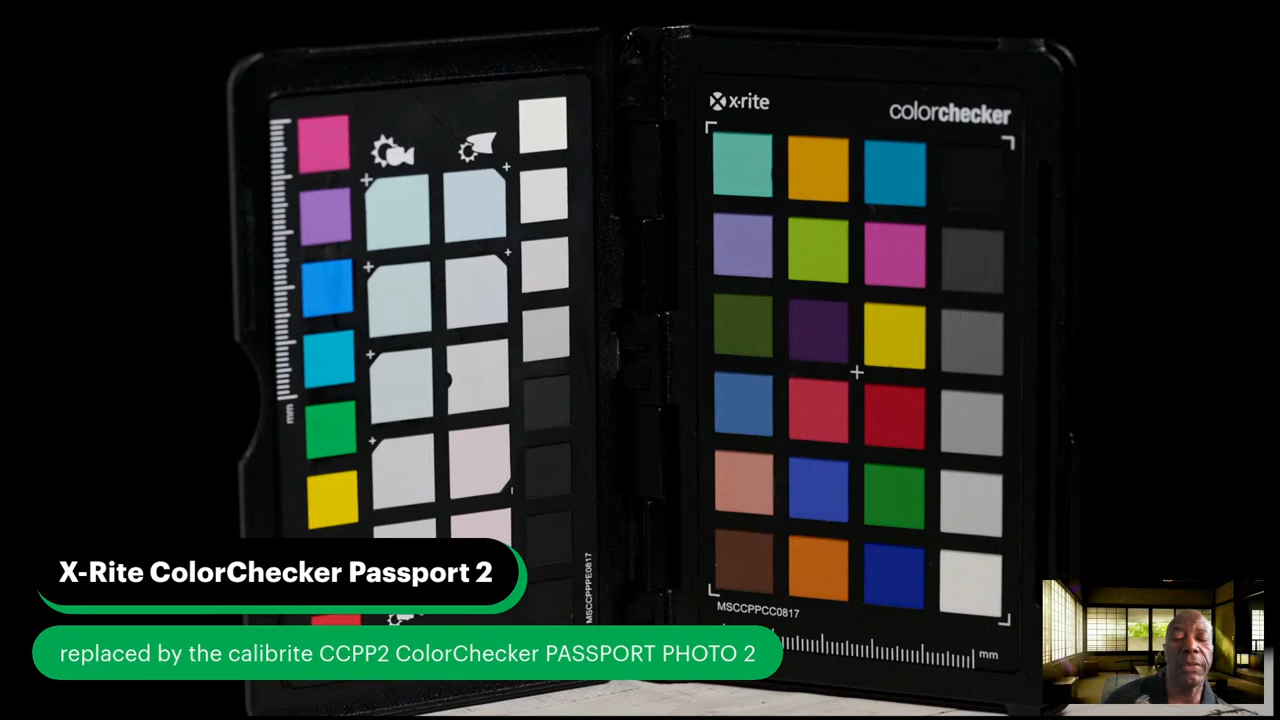 x·rite
colorchecker
mm
MSCCPPPE0817
MSCCPPCC0817
mm
X-Rite ColorChecker Passport 2
replaced by the calibrite CCPP2 ColorChecker PASSPORT PHOTO 2